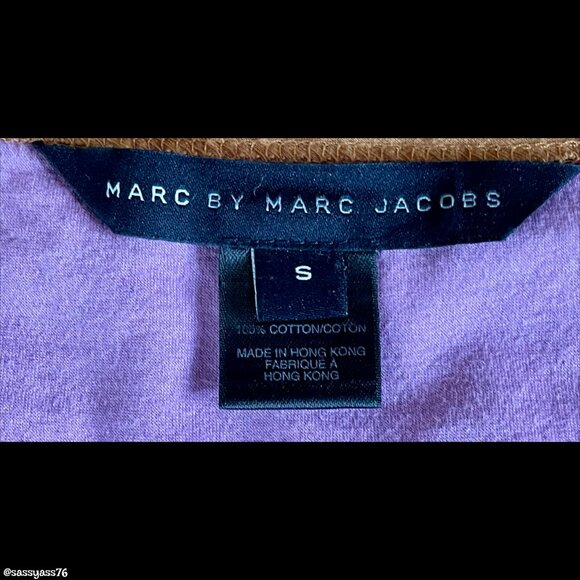 MARC BY MARC JACOBS
S
100% COTTON/COTON
MADE IN HONG KONG
FABRIQUE À
HONG KONG
@sassyass76